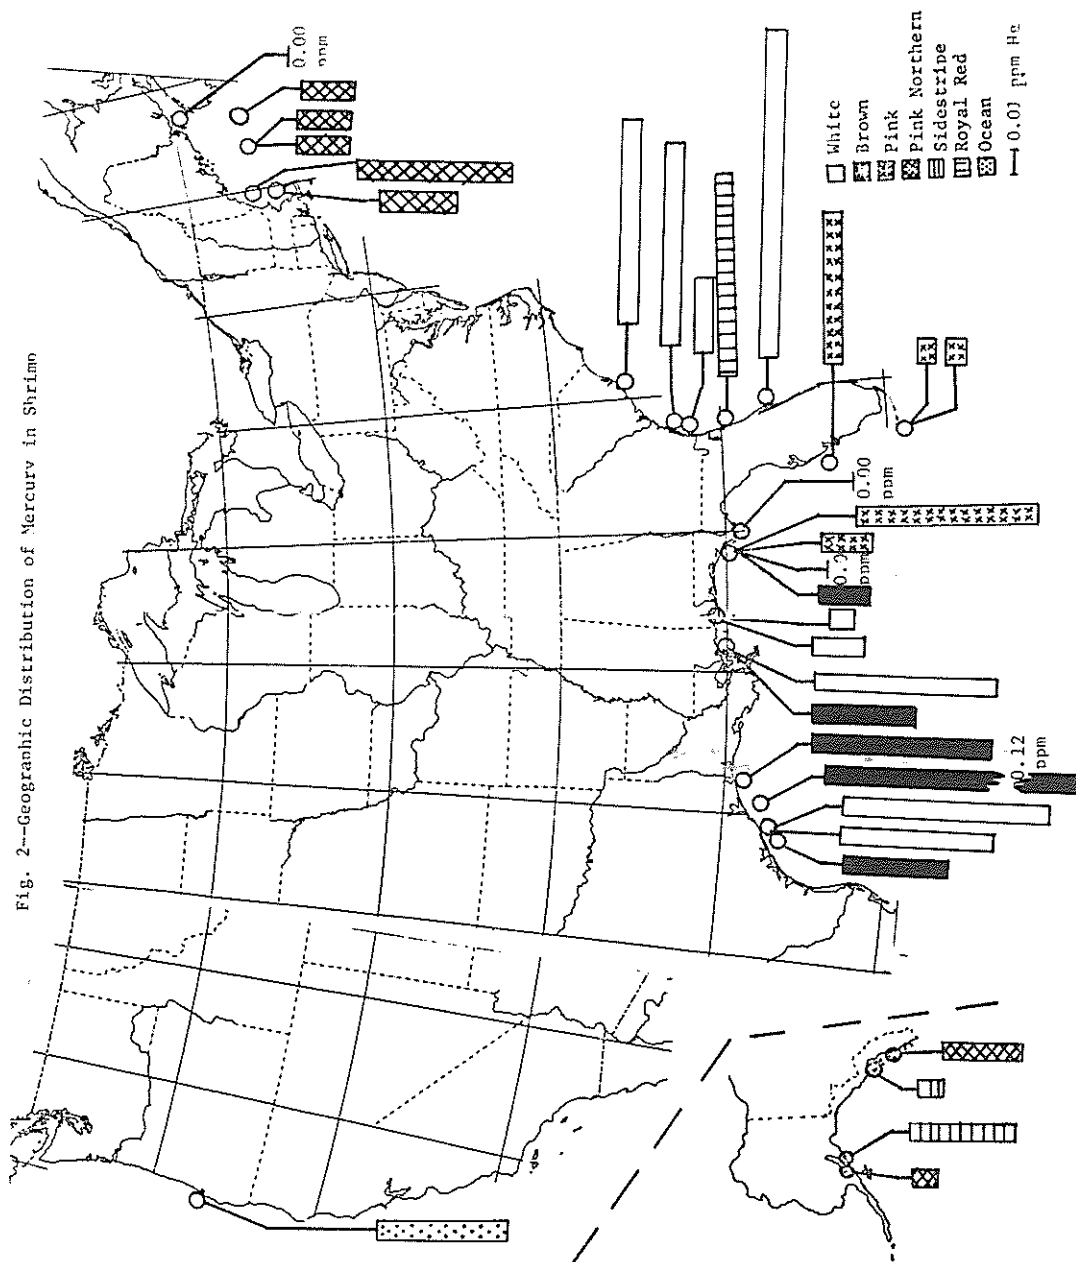 Fig. 2--Geographic Distribution of Mercury in Shrimp
0.00
ppm
White
Brown
Pink
Pink Northern
Sidestripe
Royal Red
Ocean
0.01 ppm Hg
0.00
ppm
ppm
0.12
ppm